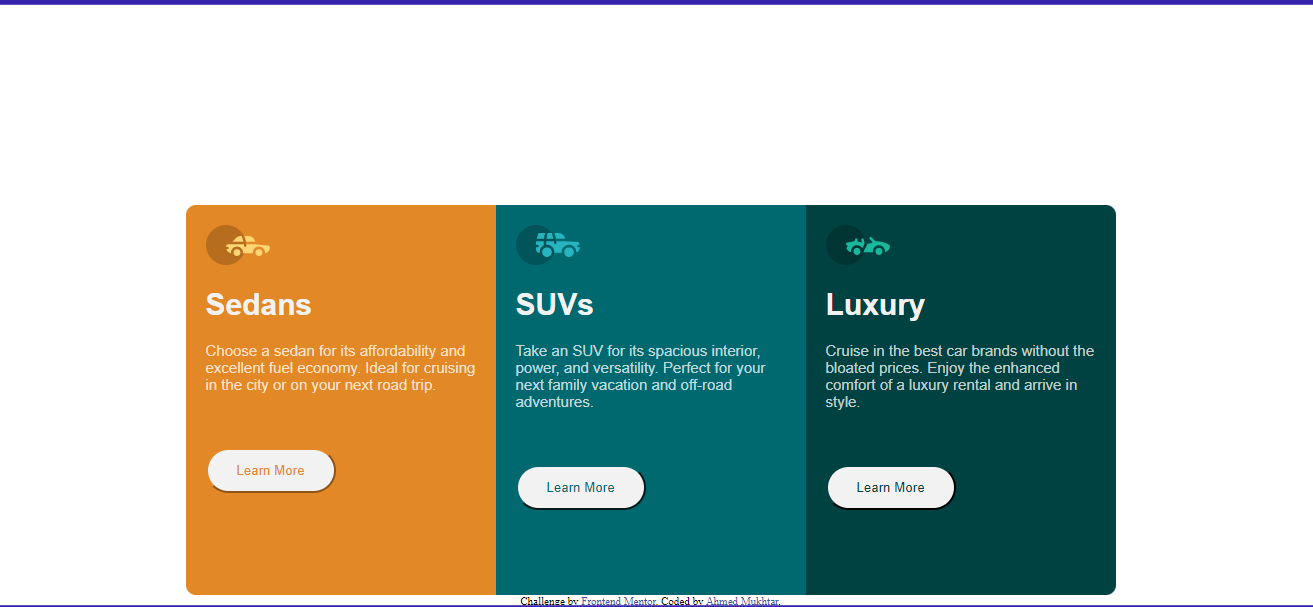 Sedans
Choose a sedan for its affordability and
excellent fuel economy. Ideal for cruising
in the city or on your next road trip.
Learn More
SUVs
Take an SUV for its spacious interior,
power, and versatility. Perfect for your
next family vacation and off-road
adventures.
Learn More
Luxury
Cruise in the best car brands without the
bloated prices. Enjoy the enhanced
comfort of a luxury rental and arrive in
style.
Learn More
Challenge by Frontend Mentor. Coded by Ahmed Mukhtar.